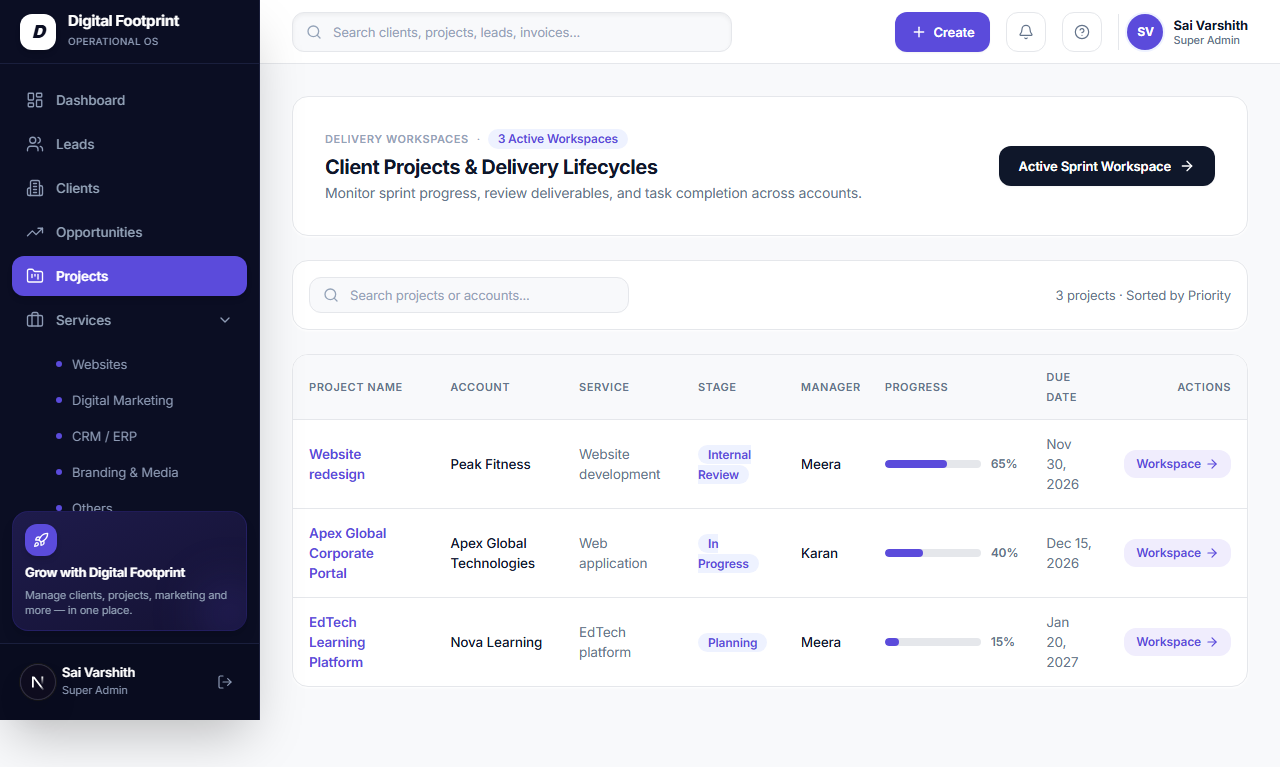 D
Digital Footprint
OPERATIONAL OS
Search clients, projects, leads, invoices...
Create
SV
Sai Varshith
Super Admin
Dashboard
Leads
Clients
Opportunities
Projects
Services
Websites
Digital Marketing
CRM / ERP
Branding & Media
Others
Grow with Digital Footprint
Manage clients, projects, marketing and
more — in one place.
N
Sai Varshith
Super Admin
DELIVERY WORKSPACES · 3 Active Workspaces
Client Projects & Delivery Lifecycles
Monitor sprint progress, review deliverables, and task completion across accounts.
Active Sprint Workspace →
Search projects or accounts...
3 projects · Sorted by Priority
PROJECT NAME
ACCOUNT
SERVICE
STAGE
MANAGER
PROGRESS
DUE
DATE
ACTIONS
Website
redesign
Peak Fitness
Website
development
Internal
Review
Meera
65%
Nov
30,
2026
Workspace →
Apex Global
Corporate
Portal
Apex Global
Technologies
Web
application
In
Progress
Karan
40%
Dec 15,
2026
Workspace →
EdTech
Learning
Platform
Nova Learning
EdTech
platform
Planning
Meera
15%
Jan
20,
2027
Workspace →